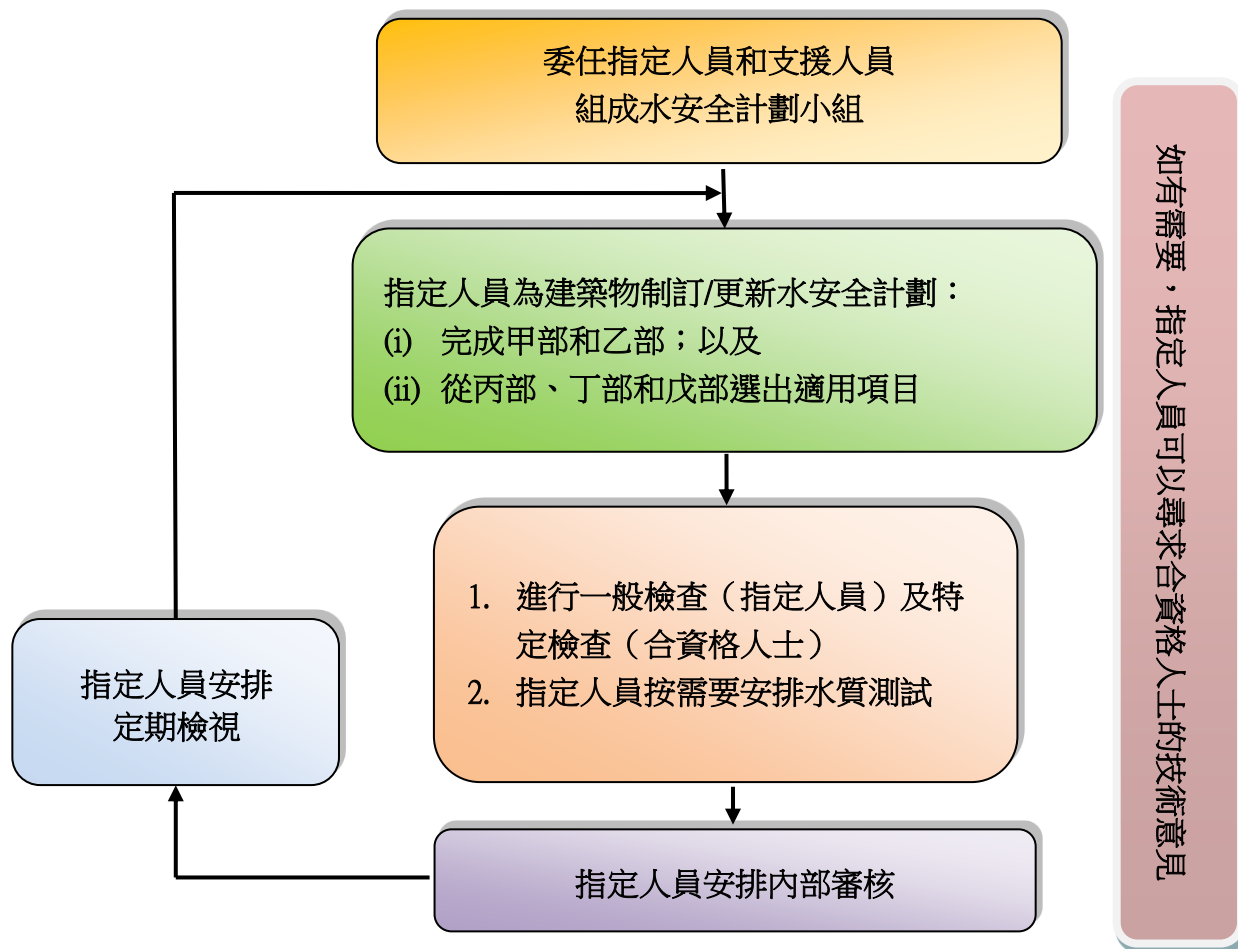 委任指定人員和支援人員
組成水安全計劃小組
指定人員為建築物制訂/更新水安全計劃：
(i) 完成甲部和乙部；以及
(ii) 從丙部、丁部和戊部選出適用項目
1. 進行一般檢查（指定人員）及特
定檢查（合資格人士）
2. 指定人員按需要安排水質測試
指定人員安排
定期檢視
指定人員安排內部審核
如有需要，指定人員可以尋求合資格人士的技術意見